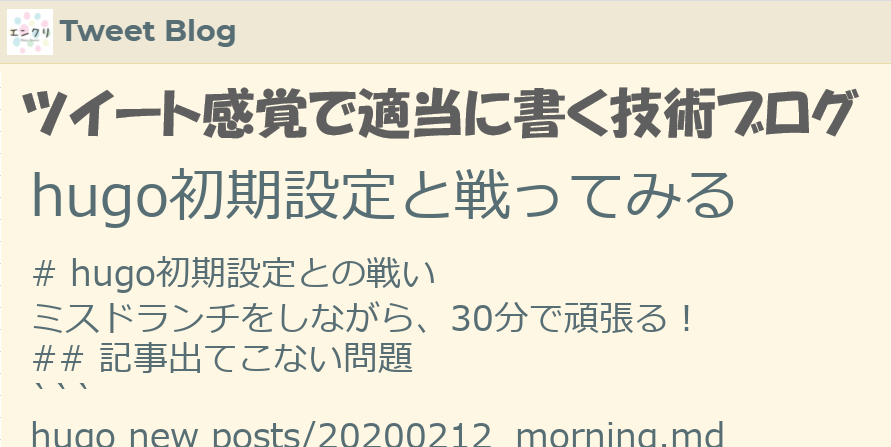 エンクリ Tweet Blog
ツイート感覚で適当に書く技術ブログ
hugo初期設定と戦ってみる
# hugo初期設定との戦い
ミスドランチをしながら、30分で頑張る！
## 記事出てこない問題
```
hugo new posts/20200212_morning.md